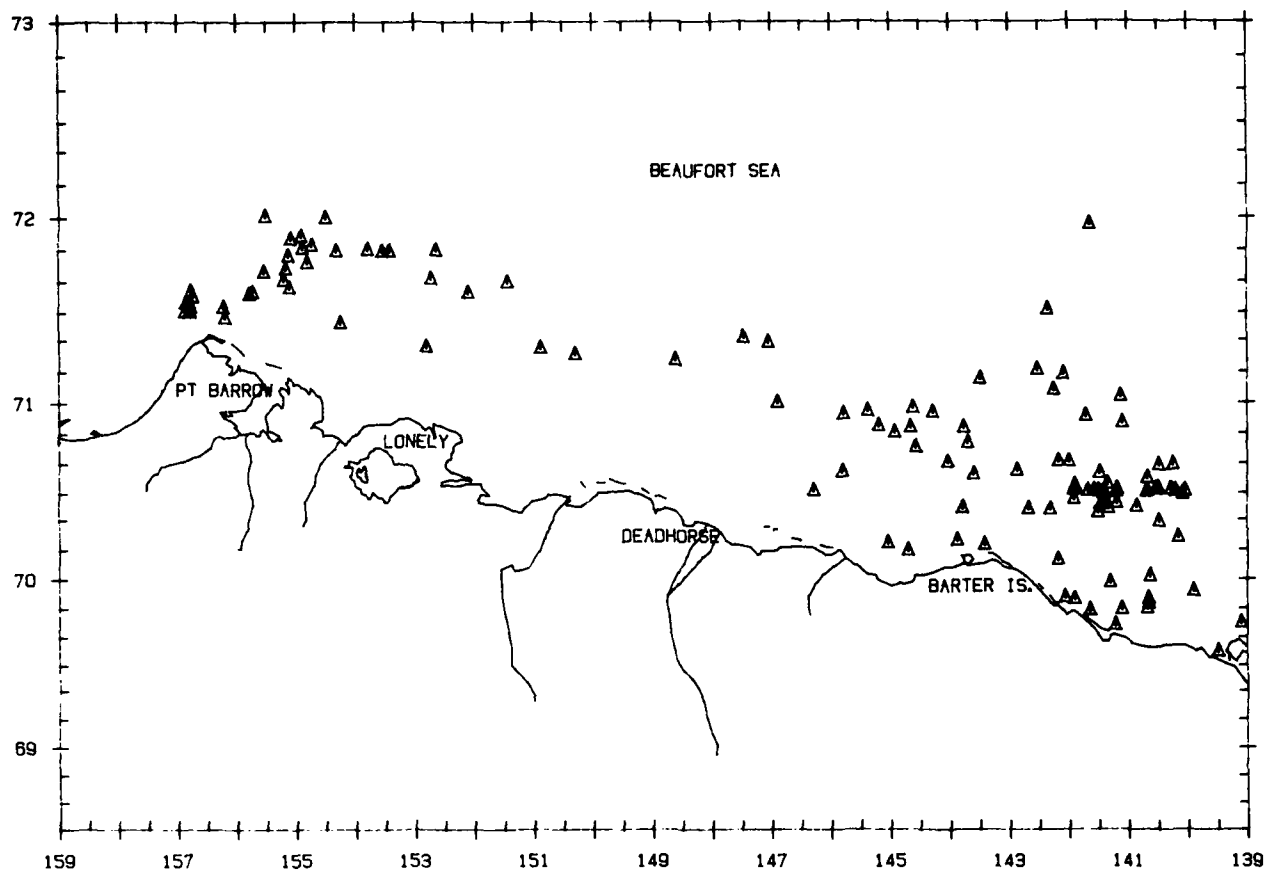 73
BEAUFORT SEA
72
71
PT BARROW
LONELY
DEADHORSE
70
BARTER IS.
69
159 157 155 153 151 149 147 145 143 141 139